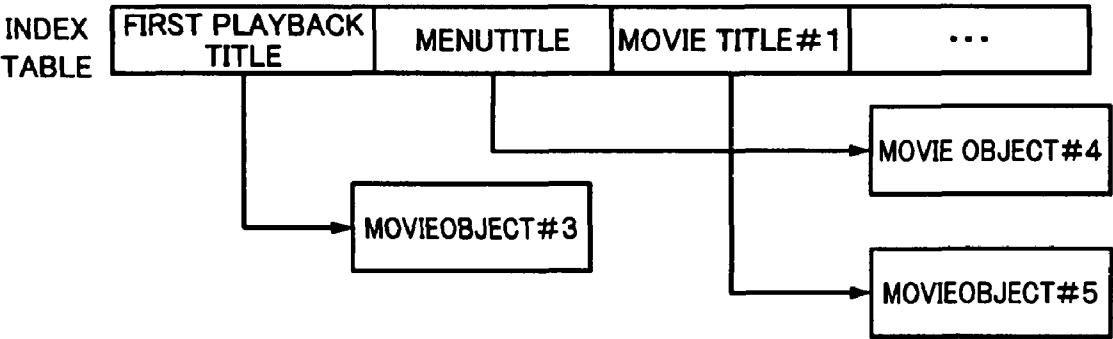 INDEX
TABLE
FIRST PLAYBACK
TITLE
MENUTITLE
MOVIE TITLE#1
...
MOVIE OBJECT#4
MOVIEOBJECT#3
MOVIEOBJECT#5